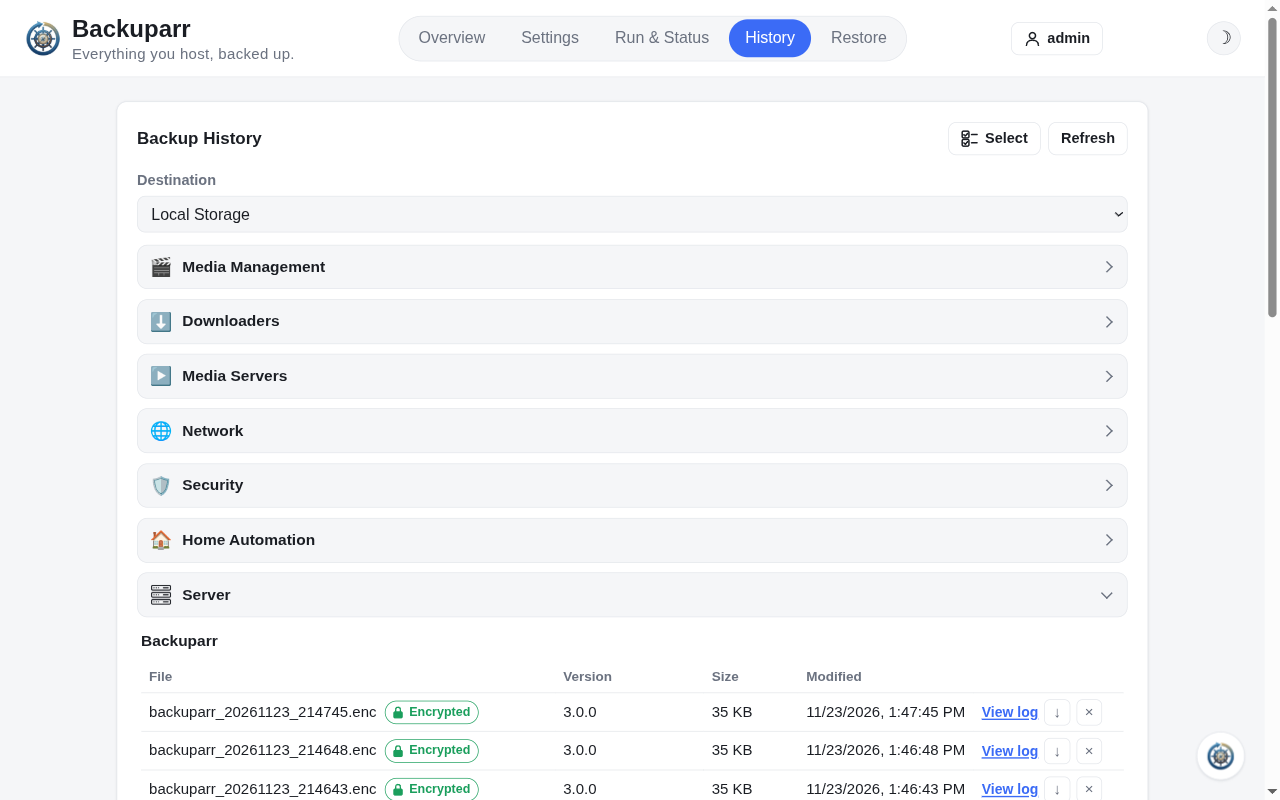 Backuparr
Everything you host, backed up.
Overview
Settings
Run & Status
History
Restore
admin
Backup History
Select
Refresh
Destination
Local Storage
Media Management
Downloaders
Media Servers
Network
Security
Home Automation
Server
Backuparr
File Version Size Modified
backuparr_20261123_214745.enc Encrypted 3.0.0 35 KB 11/23/2026, 1:47:45 PM View log ↓ ×
backuparr_20261123_214648.enc Encrypted 3.0.0 35 KB 11/23/2026, 1:46:48 PM View log ↓ ×
backuparr_20261123_214643.enc Encrypted 3.0.0 35 KB 11/23/2026, 1:46:43 PM View log ↓ ×